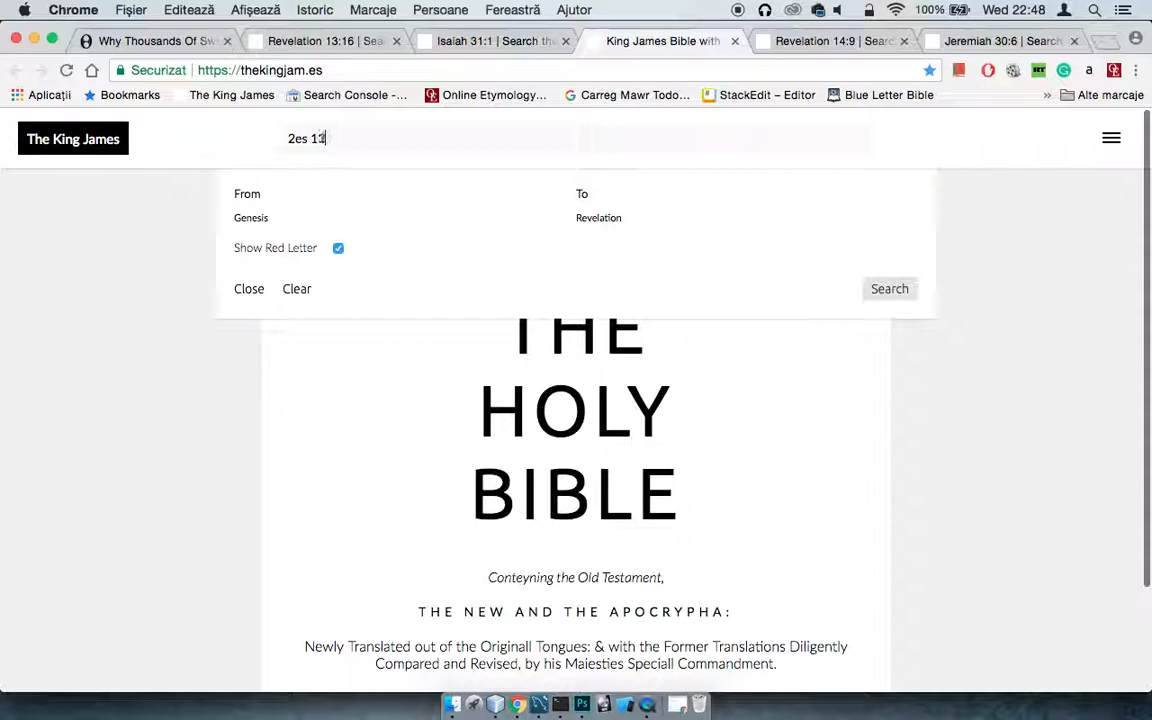 Chrome Fișier Editează Afișează Istoric Marcaje Persoane Fereastră Ajutor 100% Wed 22:48
Why Thousands Of Sw Revelation 13:16 | Sea Isaiah 31:1 | Search the King James Bible with Revelation 14:9 | Searc Jeremiah 30:6 | Search
Securizat https://thekingjam.es
Aplicații Bookmarks The King James Search Console -... Online Etymology... Carreg Mawr Todo... StackEdit – Editor Blue Letter Bible » Alte marcaje
The King James 2es 13
From To
Genesis Revelation
Show Red Letter
Close Clear Search
THE
HOLY
BIBLE
Conteyning the Old Testament,
THE NEW AND THE APOCRYPHA:
Newly Translated out of the Originall Tongues: & with the Former Translations Diligently
Compared and Revised, by his Maiesties Speciall Commandment.